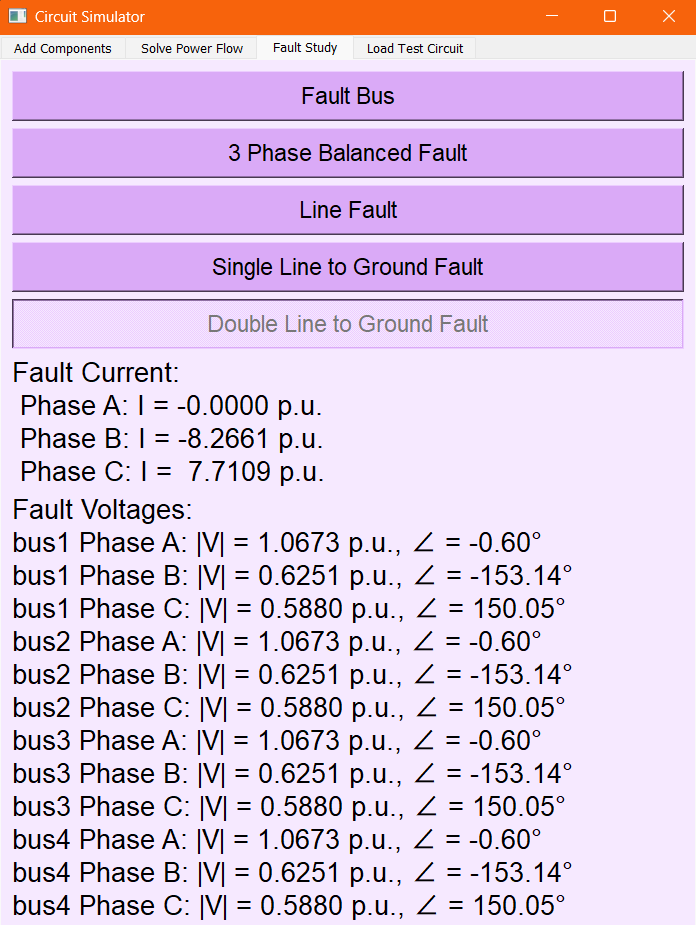 Circuit Simulator
Add Components Solve Power Flow Fault Study Load Test Circuit
Fault Bus
3 Phase Balanced Fault
Line Fault
Single Line to Ground Fault
Double Line to Ground Fault
Fault Current:
Phase A: I = -0.0000 p.u.
Phase B: I = -8.2661 p.u.
Phase C: I =  7.7109 p.u.
Fault Voltages:
bus1 Phase A: |V| = 1.0673 p.u., ∠ = -0.60°
bus1 Phase B: |V| = 0.6251 p.u., ∠ = -153.14°
bus1 Phase C: |V| = 0.5880 p.u., ∠ = 150.05°
bus2 Phase A: |V| = 1.0673 p.u., ∠ = -0.60°
bus2 Phase B: |V| = 0.6251 p.u., ∠ = -153.14°
bus2 Phase C: |V| = 0.5880 p.u., ∠ = 150.05°
bus3 Phase A: |V| = 1.0673 p.u., ∠ = -0.60°
bus3 Phase B: |V| = 0.6251 p.u., ∠ = -153.14°
bus3 Phase C: |V| = 0.5880 p.u., ∠ = 150.05°
bus4 Phase A: |V| = 1.0673 p.u., ∠ = -0.60°
bus4 Phase B: |V| = 0.6251 p.u., ∠ = -153.14°
bus4 Phase C: |V| = 0.5880 p.u., ∠ = 150.05°